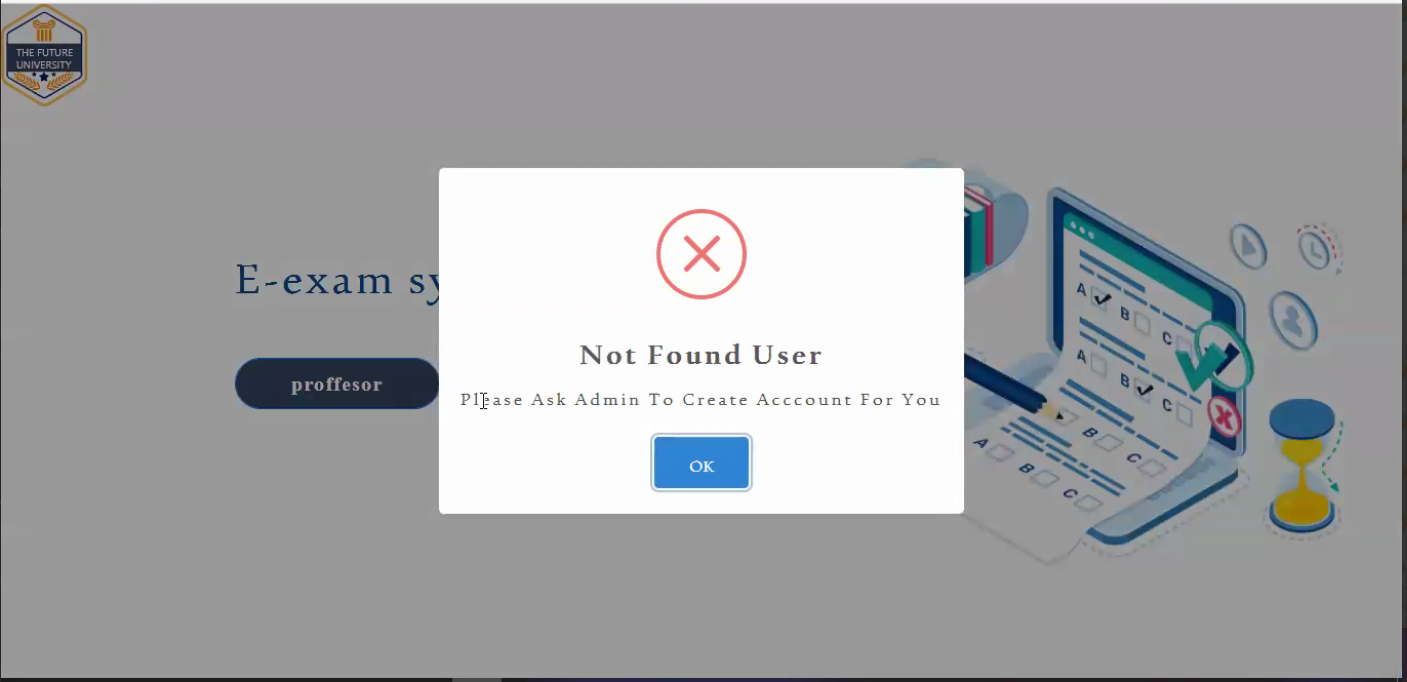 THE FUTURE
UNIVERSITY
E-exam sy
proffesor
Not Found User
Please Ask Admin To Create Acccount For You
OK
A
B
C
A
B
C
A
B
C
B
C